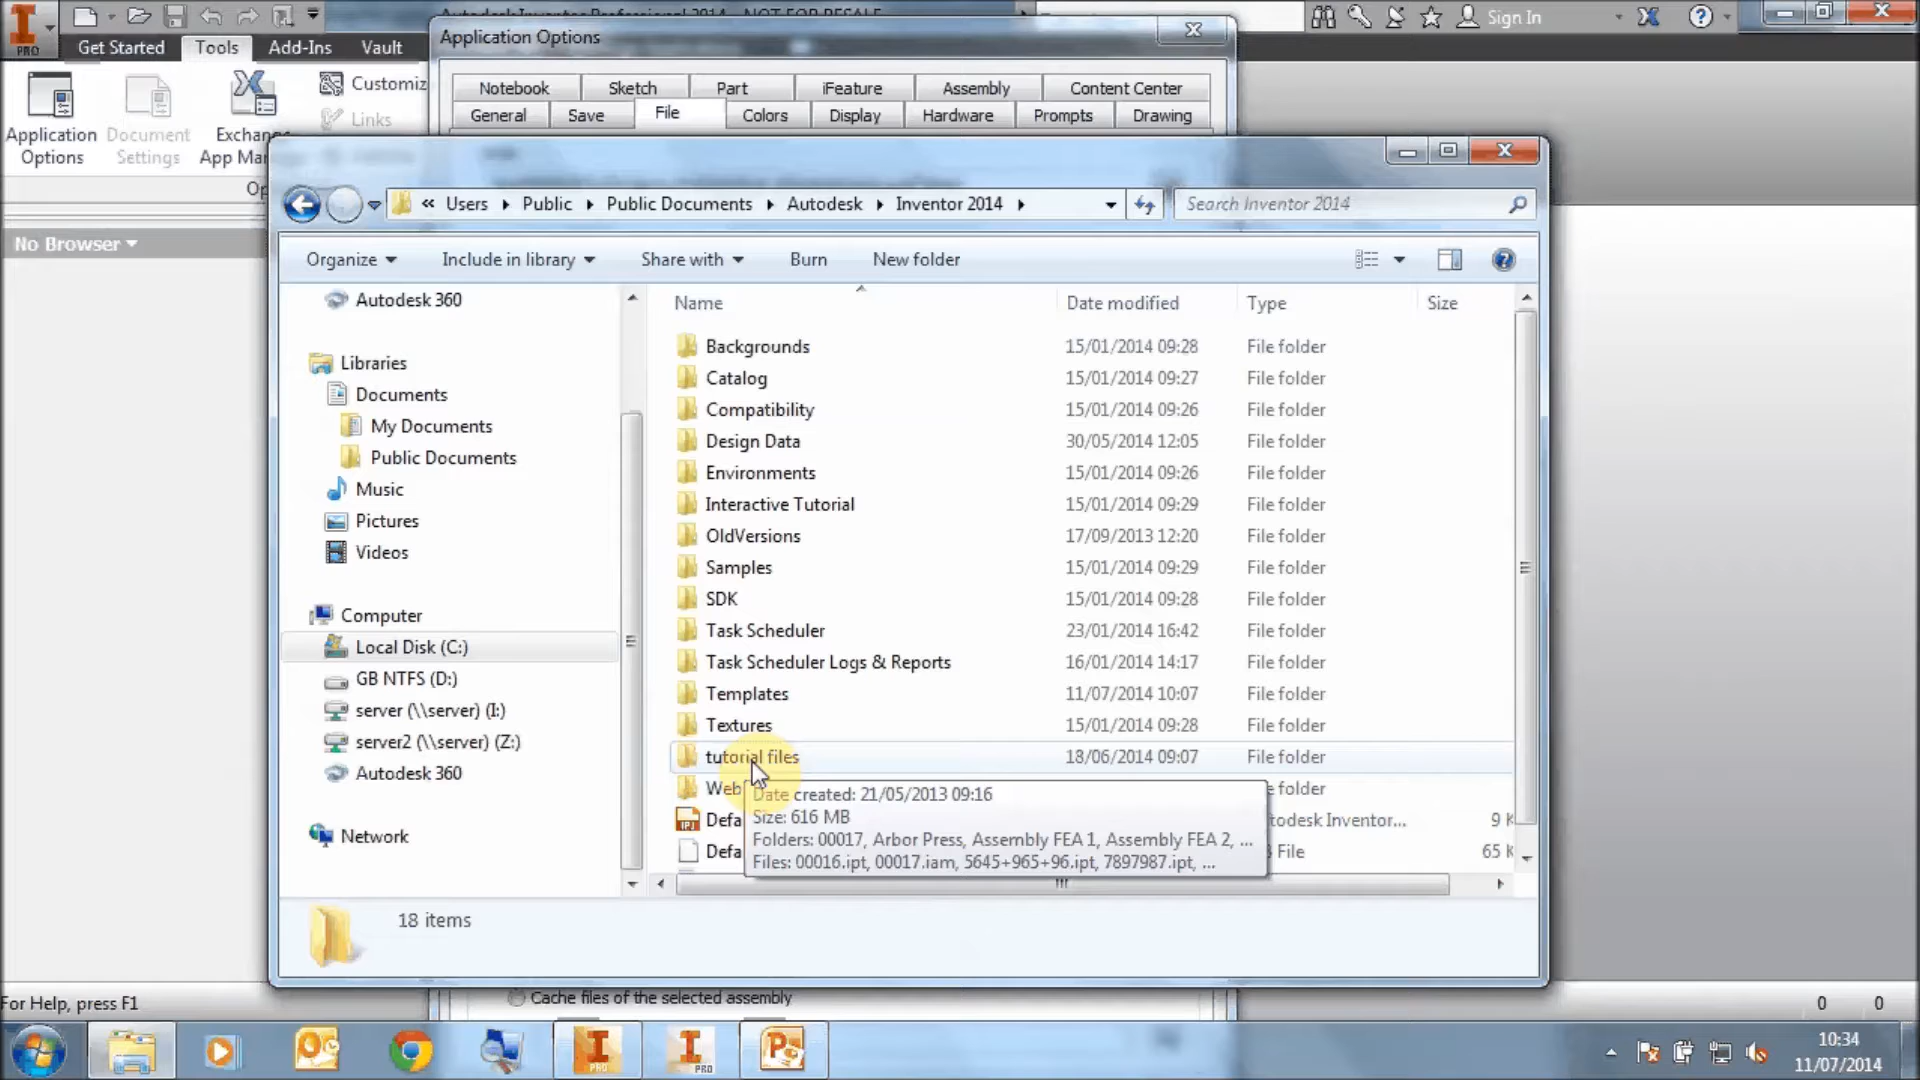 Autodesk Inventor Professional 2014 - NOT FOR RESALE
Sign In
PRO
Get Started Tools Add-Ins Vault
Application Options
Customiz
Links
Application Options
Document Settings
Exchange App Man
Op
Notebook Sketch Part iFeature Assembly Content Center
General Save File Colors Display Hardware Prompts Drawing
No Browser
« Users Public Public Documents Autodesk Inventor 2014
Search Inventor 2014
Organize Include in library Share with Burn New folder
Autodesk 360
Libraries
Documents
My Documents
Public Documents
Music
Pictures
Videos
Computer
Local Disk (C:)
GB NTFS (D:)
server (\\server) (I:)
server2 (\\server) (Z:)
Autodesk 360
Network
Name Date modified Type Size
Backgrounds 15/01/2014 09:28 File folder
Catalog 15/01/2014 09:27 File folder
Compatibility 15/01/2014 09:26 File folder
Design Data 30/05/2014 12:05 File folder
Environments 15/01/2014 09:26 File folder
Interactive Tutorial 15/01/2014 09:29 File folder
OldVersions 17/09/2013 12:20 File folder
Samples 15/01/2014 09:29 File folder
SDK 15/01/2014 09:28 File folder
Task Scheduler 23/01/2014 16:42 File folder
Task Scheduler Logs & Reports 16/01/2014 14:17 File folder
Templates 11/07/2014 10:07 File folder
Textures 15/01/2014 09:28 File folder
tutorial files 18/06/2014 09:07 File folder
Web e folder
Defa todesk Inventor... 9 K
Defa File 65 K
Date created: 21/05/2013 09:16
Size: 616 MB
Folders: 00017, Arbor Press, Assembly FEA 1, Assembly FEA 2, ...
Files: 00016.ipt, 00017.iam, 5645+965+96.ipt, 7897987.ipt, ...
18 items
Cache files of the selected assembly
For Help, press F1
0 0
PRO
PRO
10:34
11/07/2014